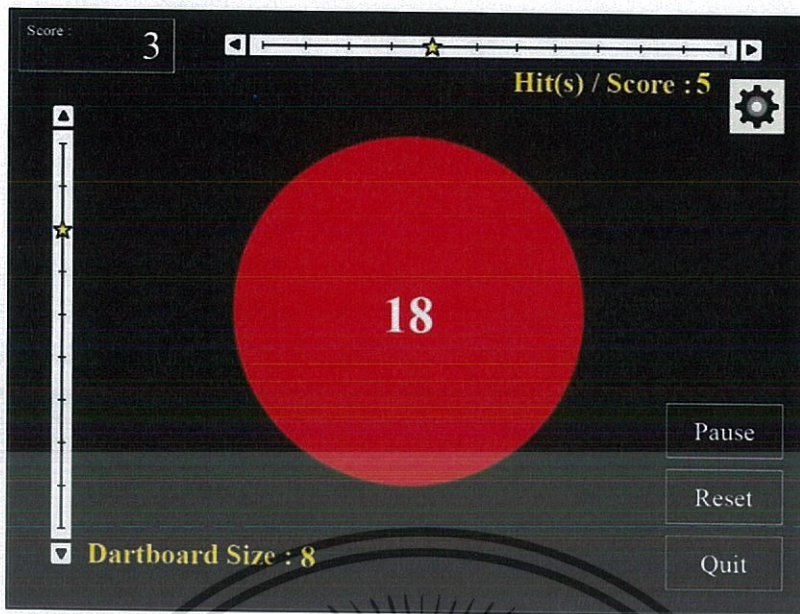 Score :
3
Hit(s) / Score : 5
18
Pause
Reset
Dartboard Size : 8
Quit